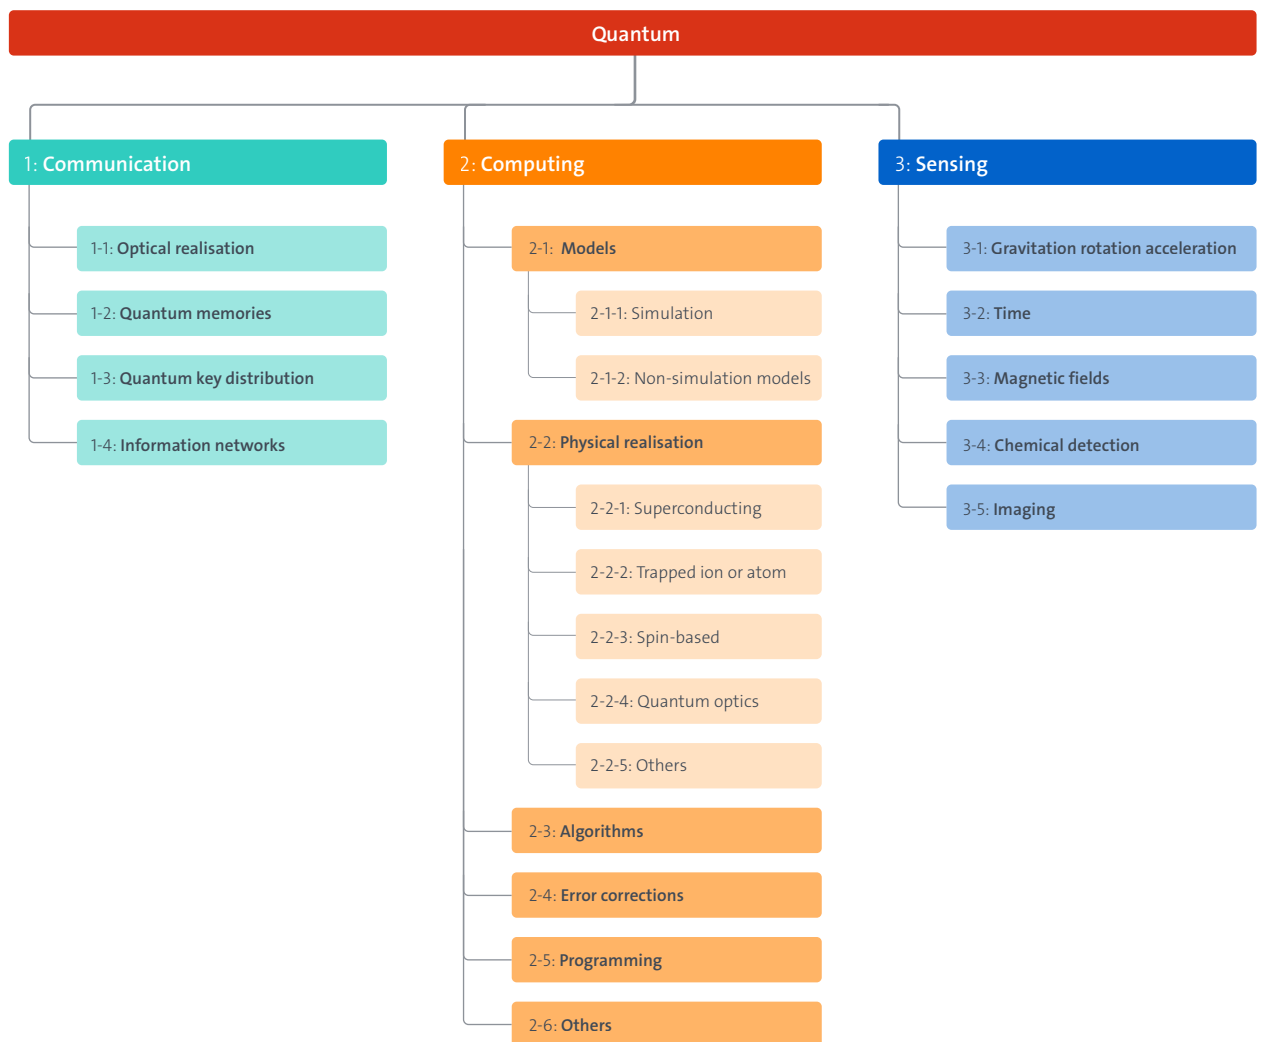 Quantum
1: Communication
1-1: Optical realisation
1-2: Quantum memories
1-3: Quantum key distribution
1-4: Information networks
2: Computing
2-1: Models
2-1-1: Simulation
2-1-2: Non-simulation models
2-2: Physical realisation
2-2-1: Superconducting
2-2-2: Trapped ion or atom
2-2-3: Spin-based
2-2-4: Quantum optics
2-2-5: Others
2-3: Algorithms
2-4: Error corrections
2-5: Programming
2-6: Others
3: Sensing
3-1: Gravitation rotation acceleration
3-2: Time
3-3: Magnetic fields
3-4: Chemical detection
3-5: Imaging